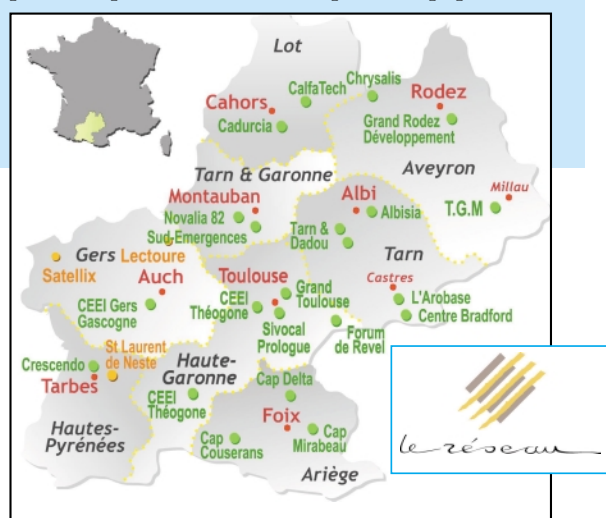 Lot
CalfaTech
Chrysalis
Cahors
Rodez
Cadurcia
Grand Rodez
Développement
Aveyron
Tarn & Garonne
Millau
Montauban
Albi
Albisia
T.G.M
Novalia 82
Sud-Emergences
Tarn &
Dadou
Tarn
Gers
Lectoure
Satellix
Auch
Toulouse
Castres
CEEI Gers
Gascogne
CEEI
Théogone
Grand
Toulouse
L'Arobase
Centre Bradford
Sivocal
Prologue
Forum
de Revel
St Laurent
de Neste
Crescendo
Tarbes
Haute-
Garonne
CEEI
Théogone
Cap Delta
Foix
Cap
Mirabeau
Cap
Couserans
Hautes-
Pyrénées
Ariège
le réseau